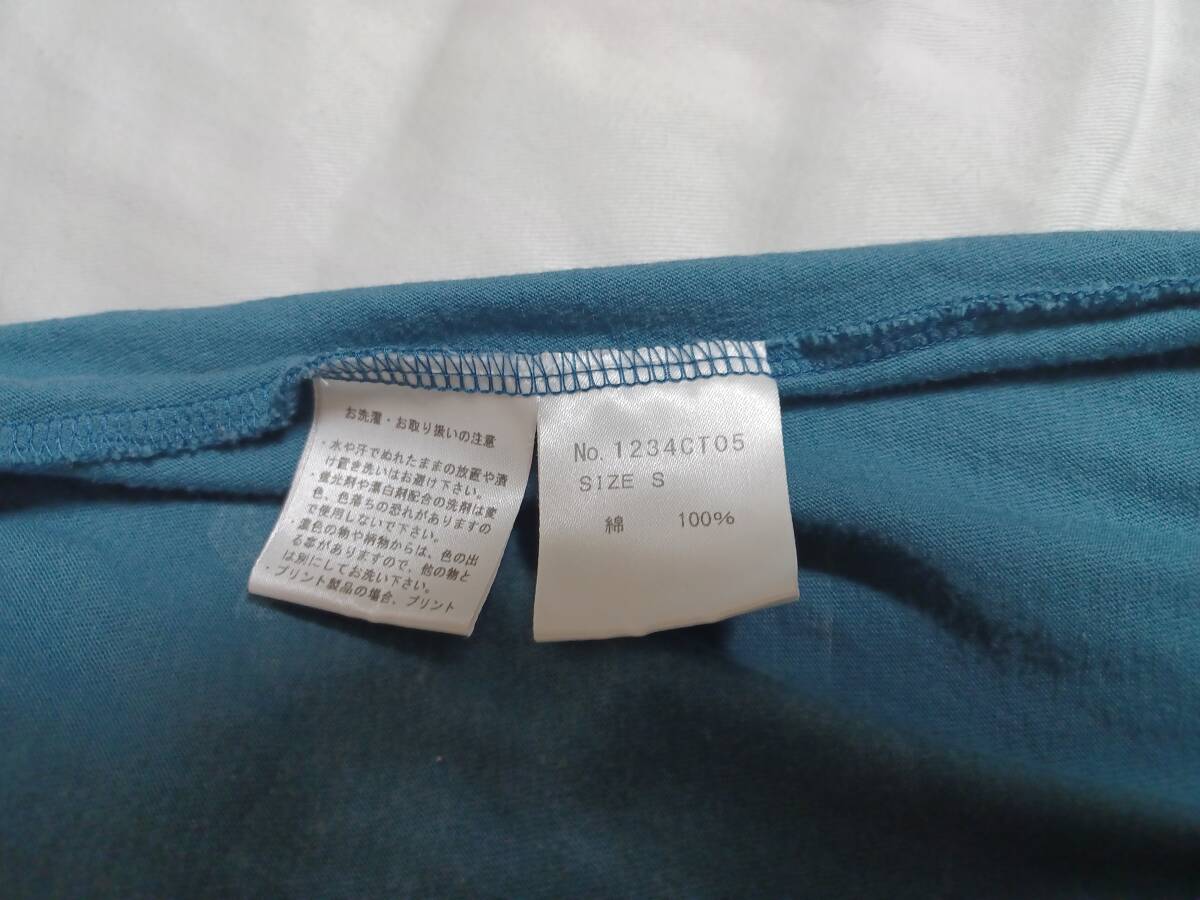 お洗濯・お取り扱いの注意
・水や汗でぬれたままの放置や漬
け置き洗いはお避け下さい。
・蛍光剤や漂白剤配合の洗剤は変
色、色落ちの恐れがありますの
で使用しないで下さい。
・濃色の物や柄物からは、色の出
る事がありますので、他の物と
は別にしてお洗い下さい。
・プリント製品の場合、プリント
No. 1234CT05
SIZE S
綿 100%